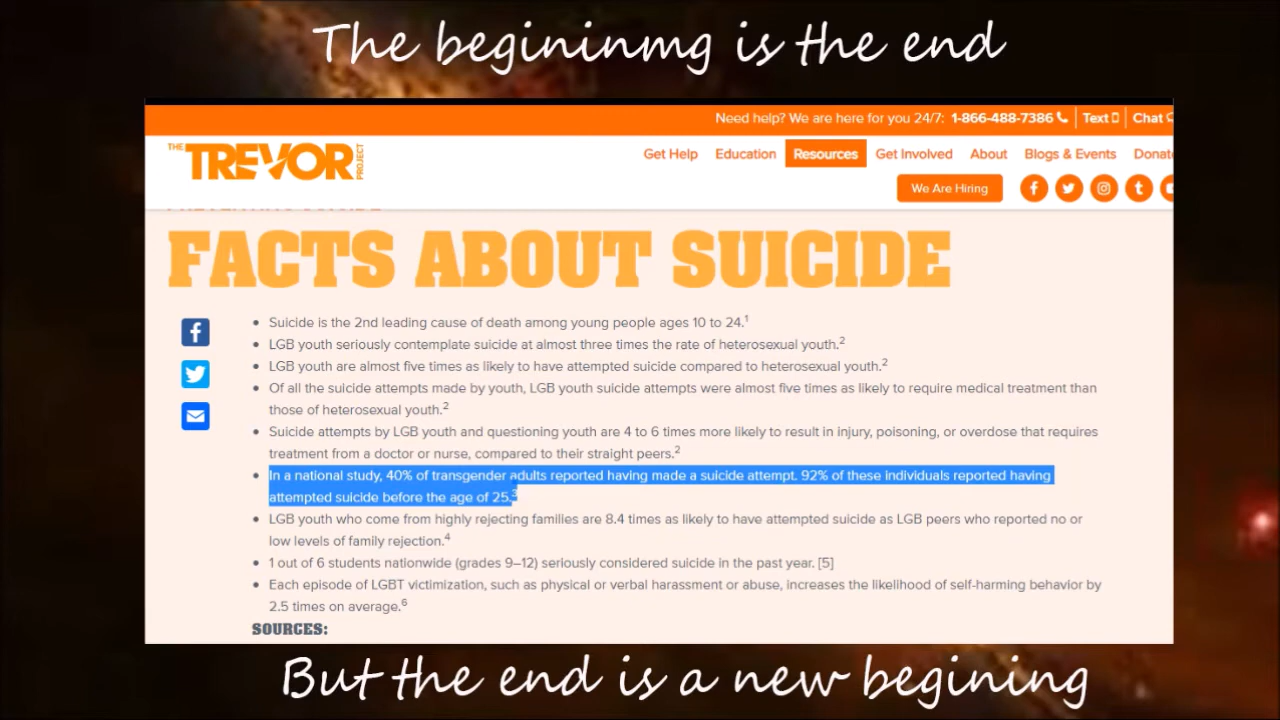 The begininmg is the end
Need help? We are here for you 24/7: 1-866-488-7386 Text Chat
THE TREVOR PROJECT
Get Help Education Resources Get Involved About Blogs & Events Donate
We Are Hiring
FACTS ABOUT SUICIDE
• Suicide is the 2nd leading cause of death among young people ages 10 to 24.1
• LGB youth seriously contemplate suicide at almost three times the rate of heterosexual youth.2
• LGB youth are almost five times as likely to have attempted suicide compared to heterosexual youth.2
• Of all the suicide attempts made by youth, LGB youth suicide attempts were almost five times as likely to require medical treatment than
those of heterosexual youth.2
• Suicide attempts by LGB youth and questioning youth are 4 to 6 times more likely to result in injury, poisoning, or overdose that requires
treatment from a doctor or nurse, compared to their straight peers.2
• In a national study, 40% of transgender adults reported having made a suicide attempt. 92% of these individuals reported having
attempted suicide before the age of 25.3
• LGB youth who come from highly rejecting families are 8.4 times as likely to have attempted suicide as LGB peers who reported no or
low levels of family rejection.4
• 1 out of 6 students nationwide (grades 9–12) seriously considered suicide in the past year. [5]
• Each episode of LGBT victimization, such as physical or verbal harassment or abuse, increases the likelihood of self-harming behavior by
2.5 times on average.6
SOURCES:
But the end is a new begining